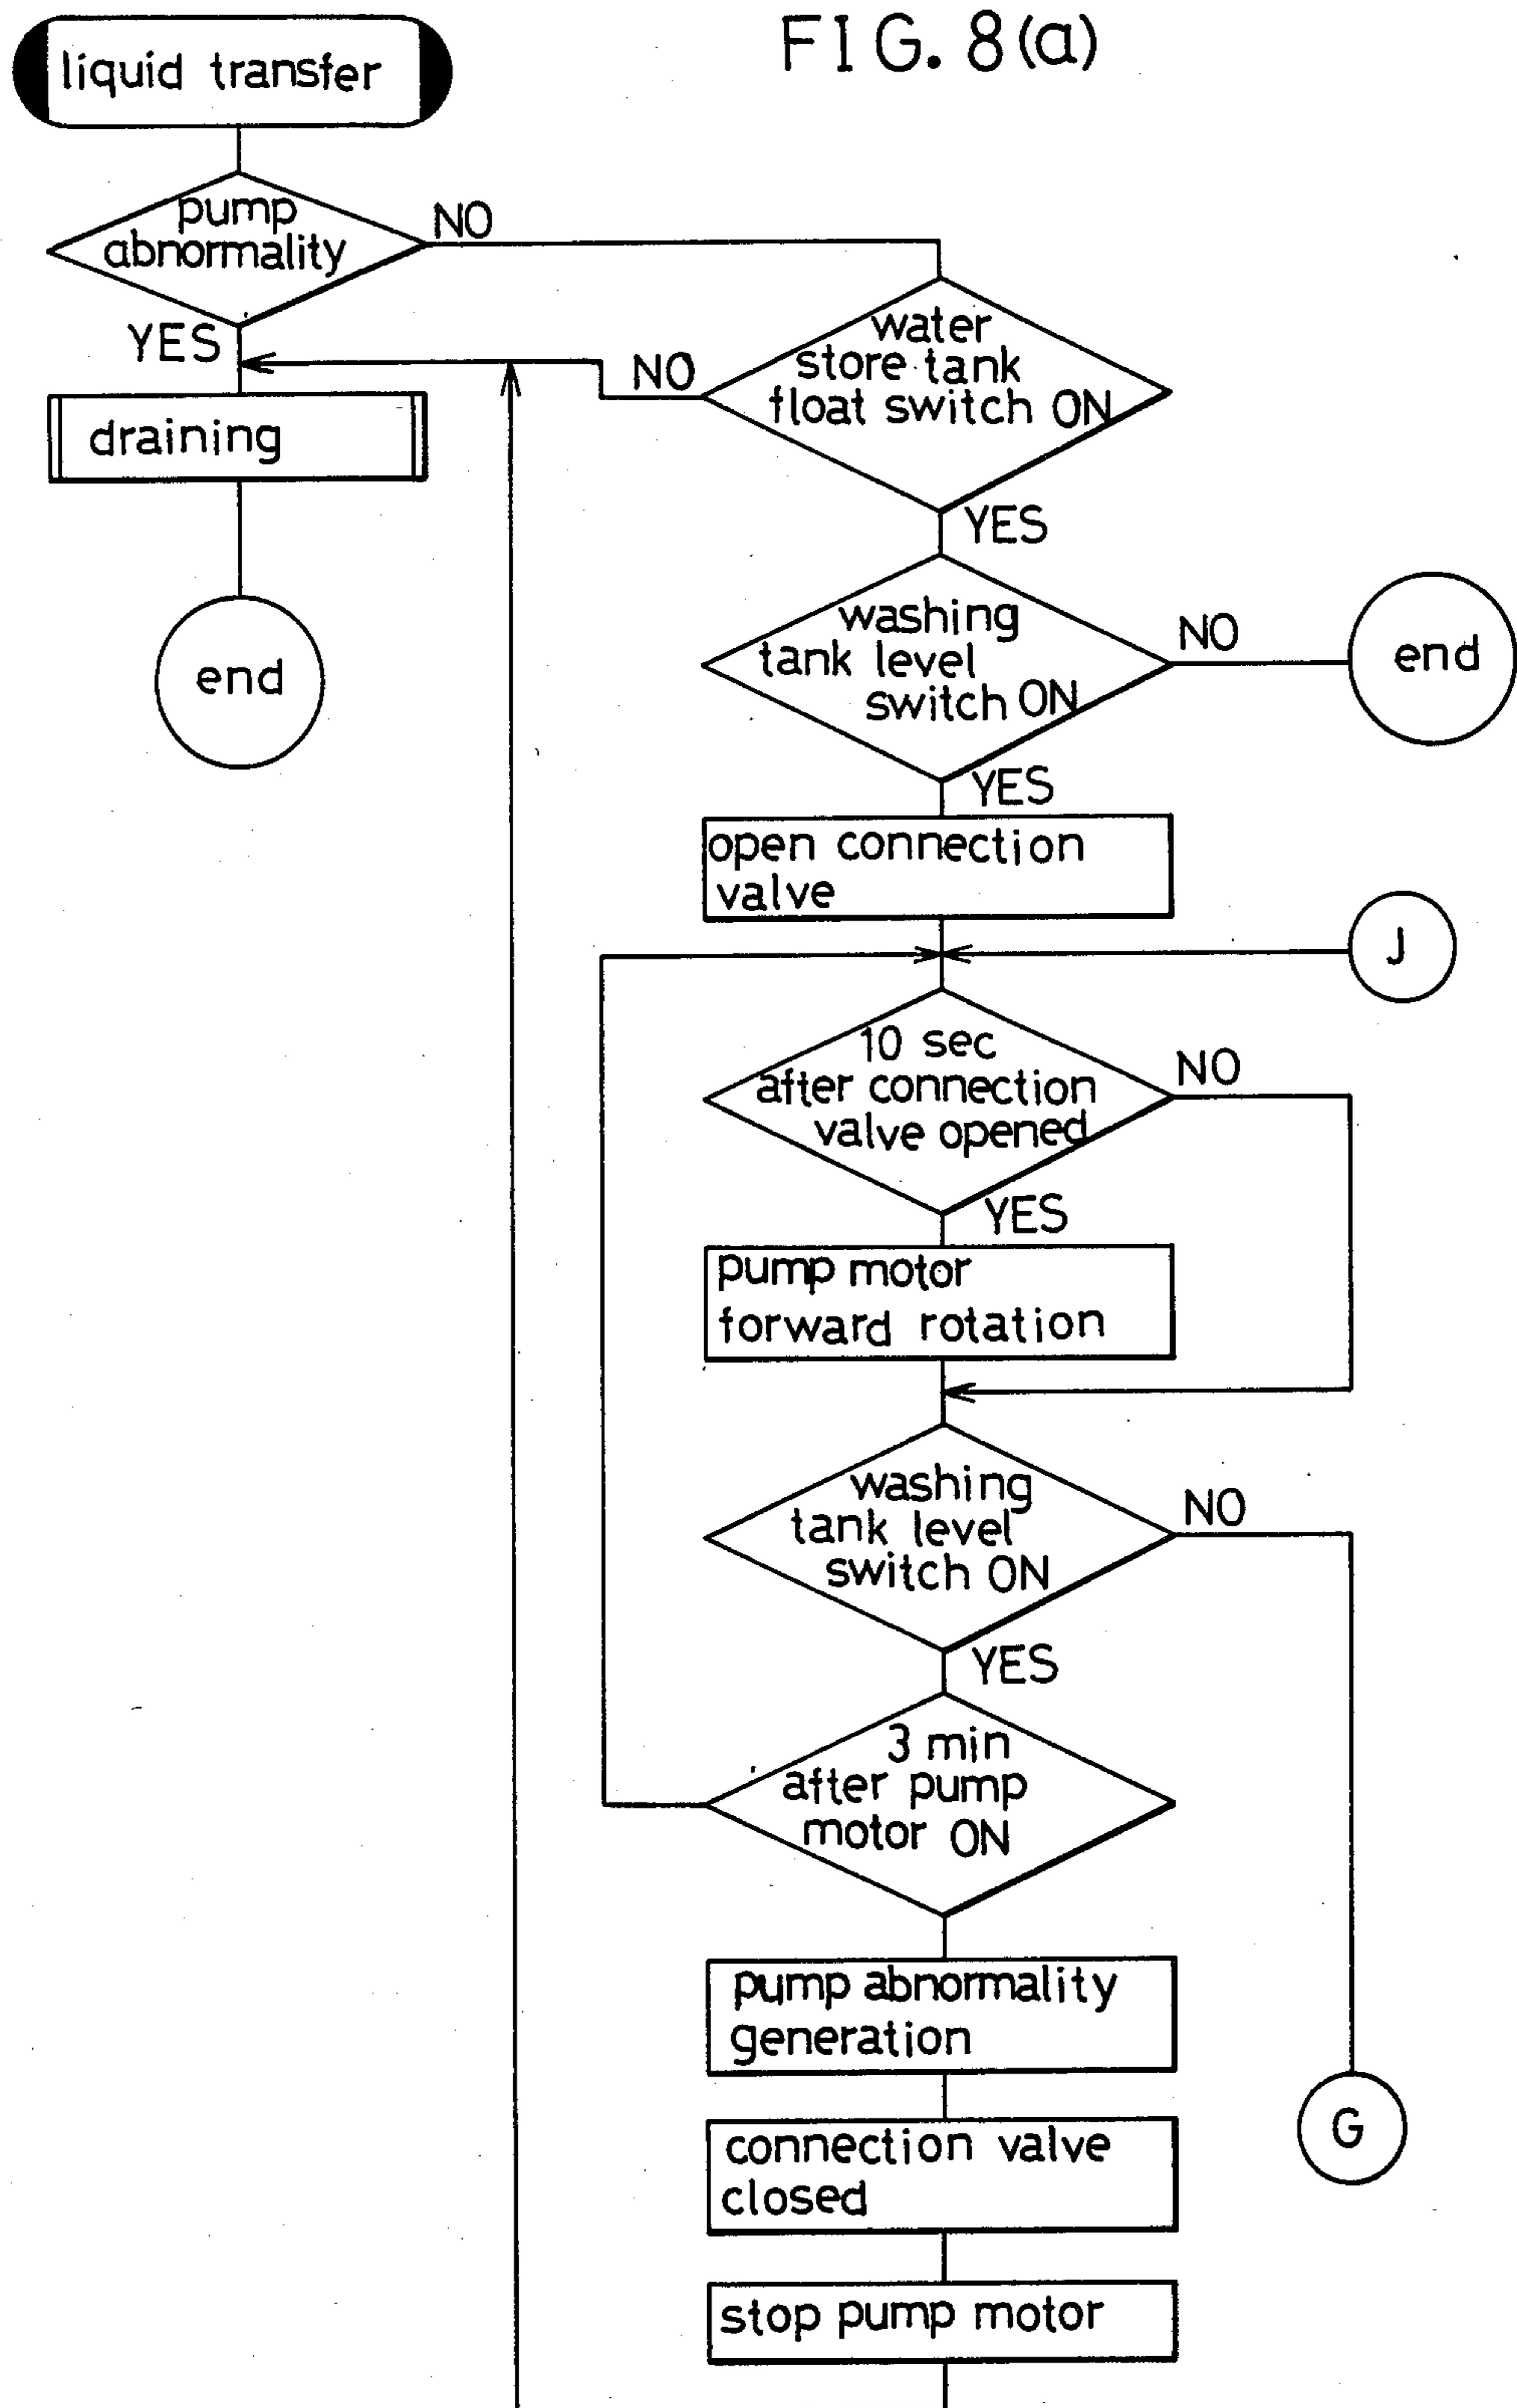 FIG. 8(a)
liquid transfer
pump
abnormality
NO
YES
water
store tank
float switch ON
NO
draining
YES
end
washing
tank level
switch ON
NO
end
YES
open connection
valve
J
10 sec
after connection
valve opened
NO
YES
pump motor
forward rotation
washing
tank level
switch ON
NO
YES
3 min
after pump
motor ON
pump abnormality
generation
G
connection valve
closed
stop pump motor